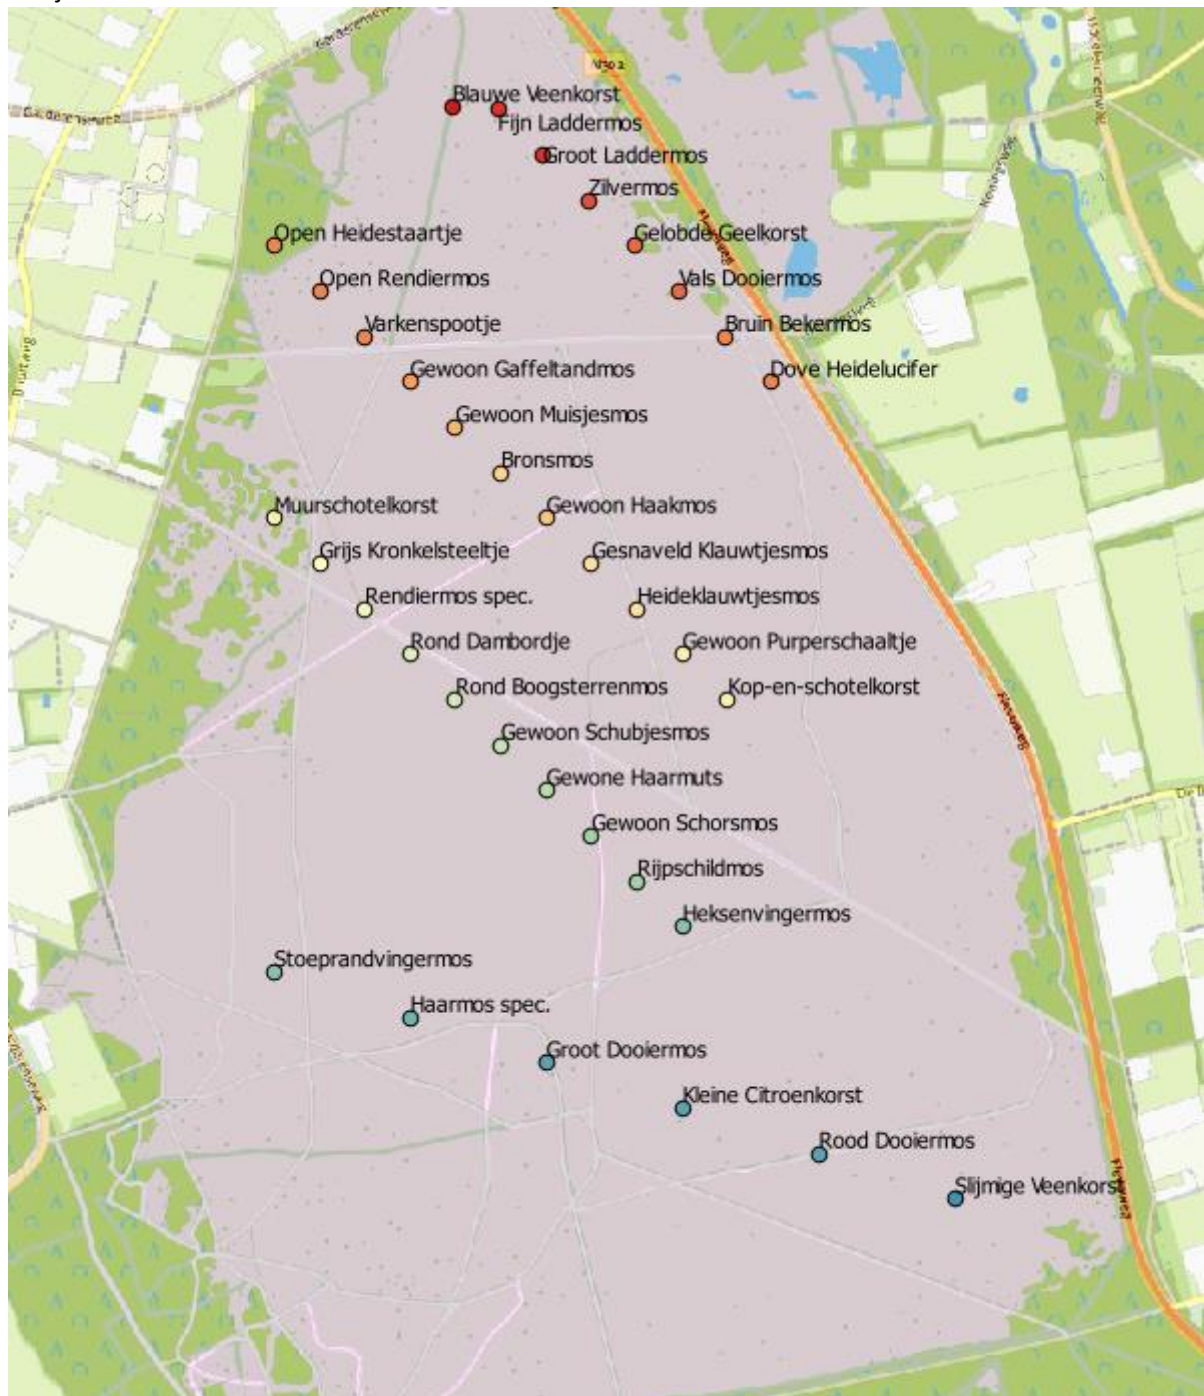 N302
Blauwe Veenkorst
Fijn Laddermos
Groot Laddermos
Zilvermos
Open Heidestaartje
Gelobde Geelkorst
Open Rendiermos
Vals Dooiermos
Varkenspootje
Bruin Bekermos
Gewoon Gaffeltandmos
Dove Heidelucifer
Gewoon Muisjesmos
Bronsmos
Muurschotelkorst
Gewoon Haakmos
Grijs Kronkelsteeltje
Gesnaveld Klauwtjesmos
Rendiermos spec.
Heideklauwtjesmos
Rond Dambordje
Gewoon Purperschaaltje
Rond Boogsterrenmos
Kop-en-schotelkorst
Gewoon Schubjesmos
Gewone Haarmuts
Gewoon Schorsmos
Rijpschildmos
Heksenvingermos
Stoeprandvingermos
Haarmos spec.
Groot Dooiermos
Kleine Citroenkorst
Rood Dooiermos
Slijmige Veenkorst